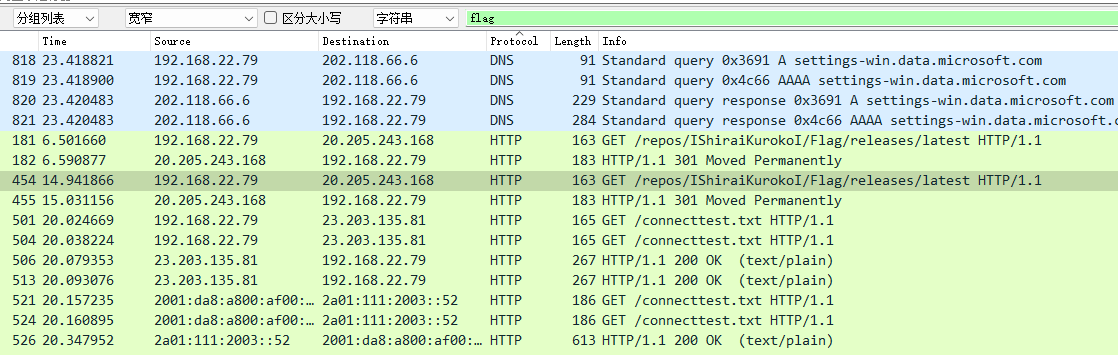 分组列表 宽窄 区分大小写 字符串 flag
Time Source Destination Protocol Length Info
818 23.418821 192.168.22.79 202.118.66.6 DNS 91 Standard query 0x3691 A settings-win.data.microsoft.com
819 23.418900 192.168.22.79 202.118.66.6 DNS 91 Standard query 0x4c66 AAAA settings-win.data.microsoft.com
820 23.420483 202.118.66.6 192.168.22.79 DNS 229 Standard query response 0x3691 A settings-win.data.microsoft.com
821 23.420483 202.118.66.6 192.168.22.79 DNS 284 Standard query response 0x4c66 AAAA settings-win.data.microsoft.c
181 6.501660 192.168.22.79 20.205.243.168 HTTP 163 GET /repos/IShiraiKurokoI/Flag/releases/latest HTTP/1.1
182 6.590877 20.205.243.168 192.168.22.79 HTTP 183 HTTP/1.1 301 Moved Permanently
454 14.941866 192.168.22.79 20.205.243.168 HTTP 163 GET /repos/IShiraiKurokoI/Flag/releases/latest HTTP/1.1
455 15.031156 20.205.243.168 192.168.22.79 HTTP 183 HTTP/1.1 301 Moved Permanently
501 20.024669 192.168.22.79 23.203.135.81 HTTP 165 GET /connecttest.txt HTTP/1.1
504 20.038224 192.168.22.79 23.203.135.81 HTTP 165 GET /connecttest.txt HTTP/1.1
506 20.079353 23.203.135.81 192.168.22.79 HTTP 267 HTTP/1.1 200 OK (text/plain)
513 20.093076 23.203.135.81 192.168.22.79 HTTP 267 HTTP/1.1 200 OK (text/plain)
521 20.157235 2001:da8:a800:af00:… 2a01:111:2003::52 HTTP 186 GET /connecttest.txt HTTP/1.1
524 20.160895 2001:da8:a800:af00:… 2a01:111:2003::52 HTTP 186 GET /connecttest.txt HTTP/1.1
526 20.347952 2a01:111:2003::52 2001:da8:a800:af00:… HTTP 613 HTTP/1.1 200 OK (text/plain)